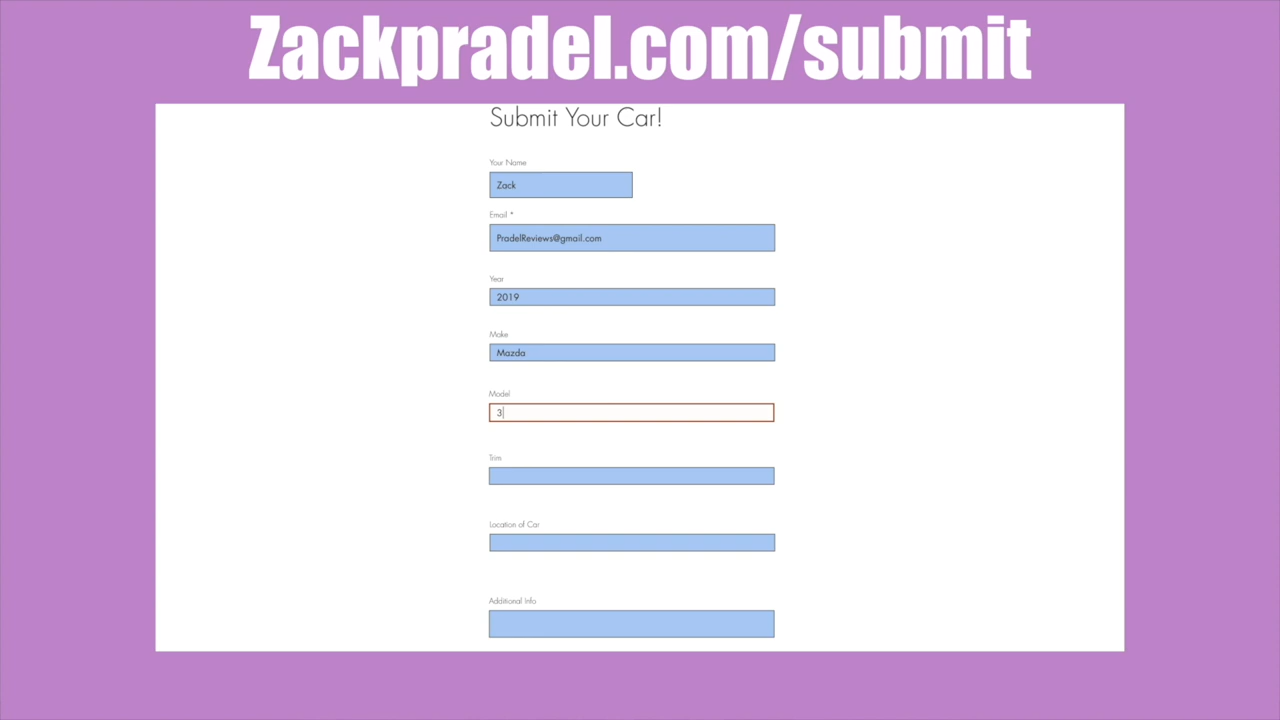 Zackpradel.com/submit
Submit Your Car!
Your Name
Zack
Email *
PradelReviews@gmail.com
Year
2019
Make
Mazda
Model
3
Trim
Location of Car
Additional Info